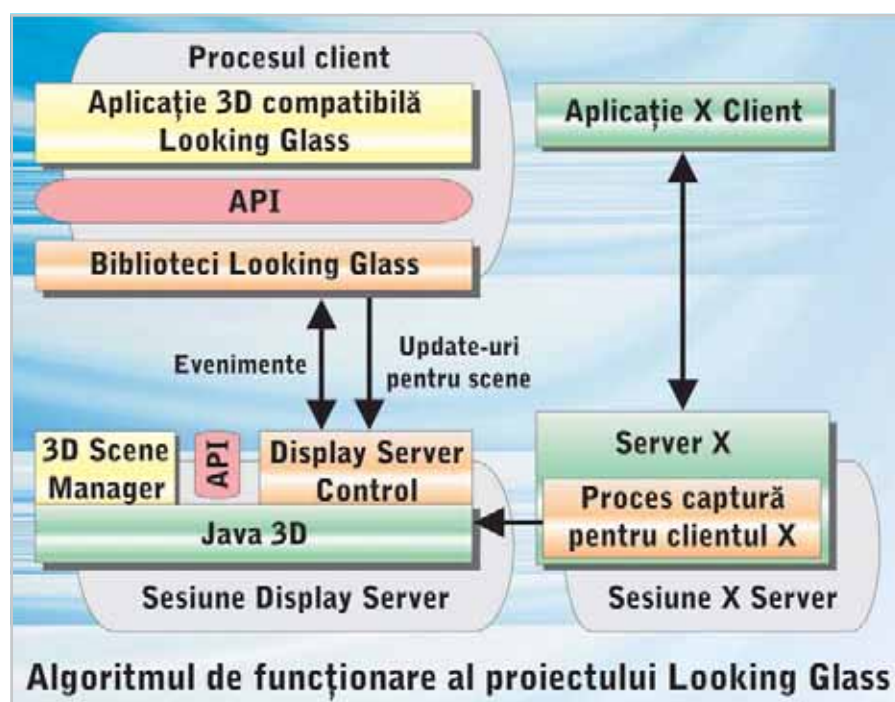 Procesul client
Aplicație 3D compatibilă
Looking Glass
API
Biblioteci Looking Glass
Aplicație X Client
Evenimente
Update-uri
pentru scene
3D Scene
Manager
API
Display Server
Control
Java 3D
Sesiune Display Server
Server X
Proces captură
pentru clientul X
Sesiune X Server
Algoritmul de funcționare al proiectului Looking Glass